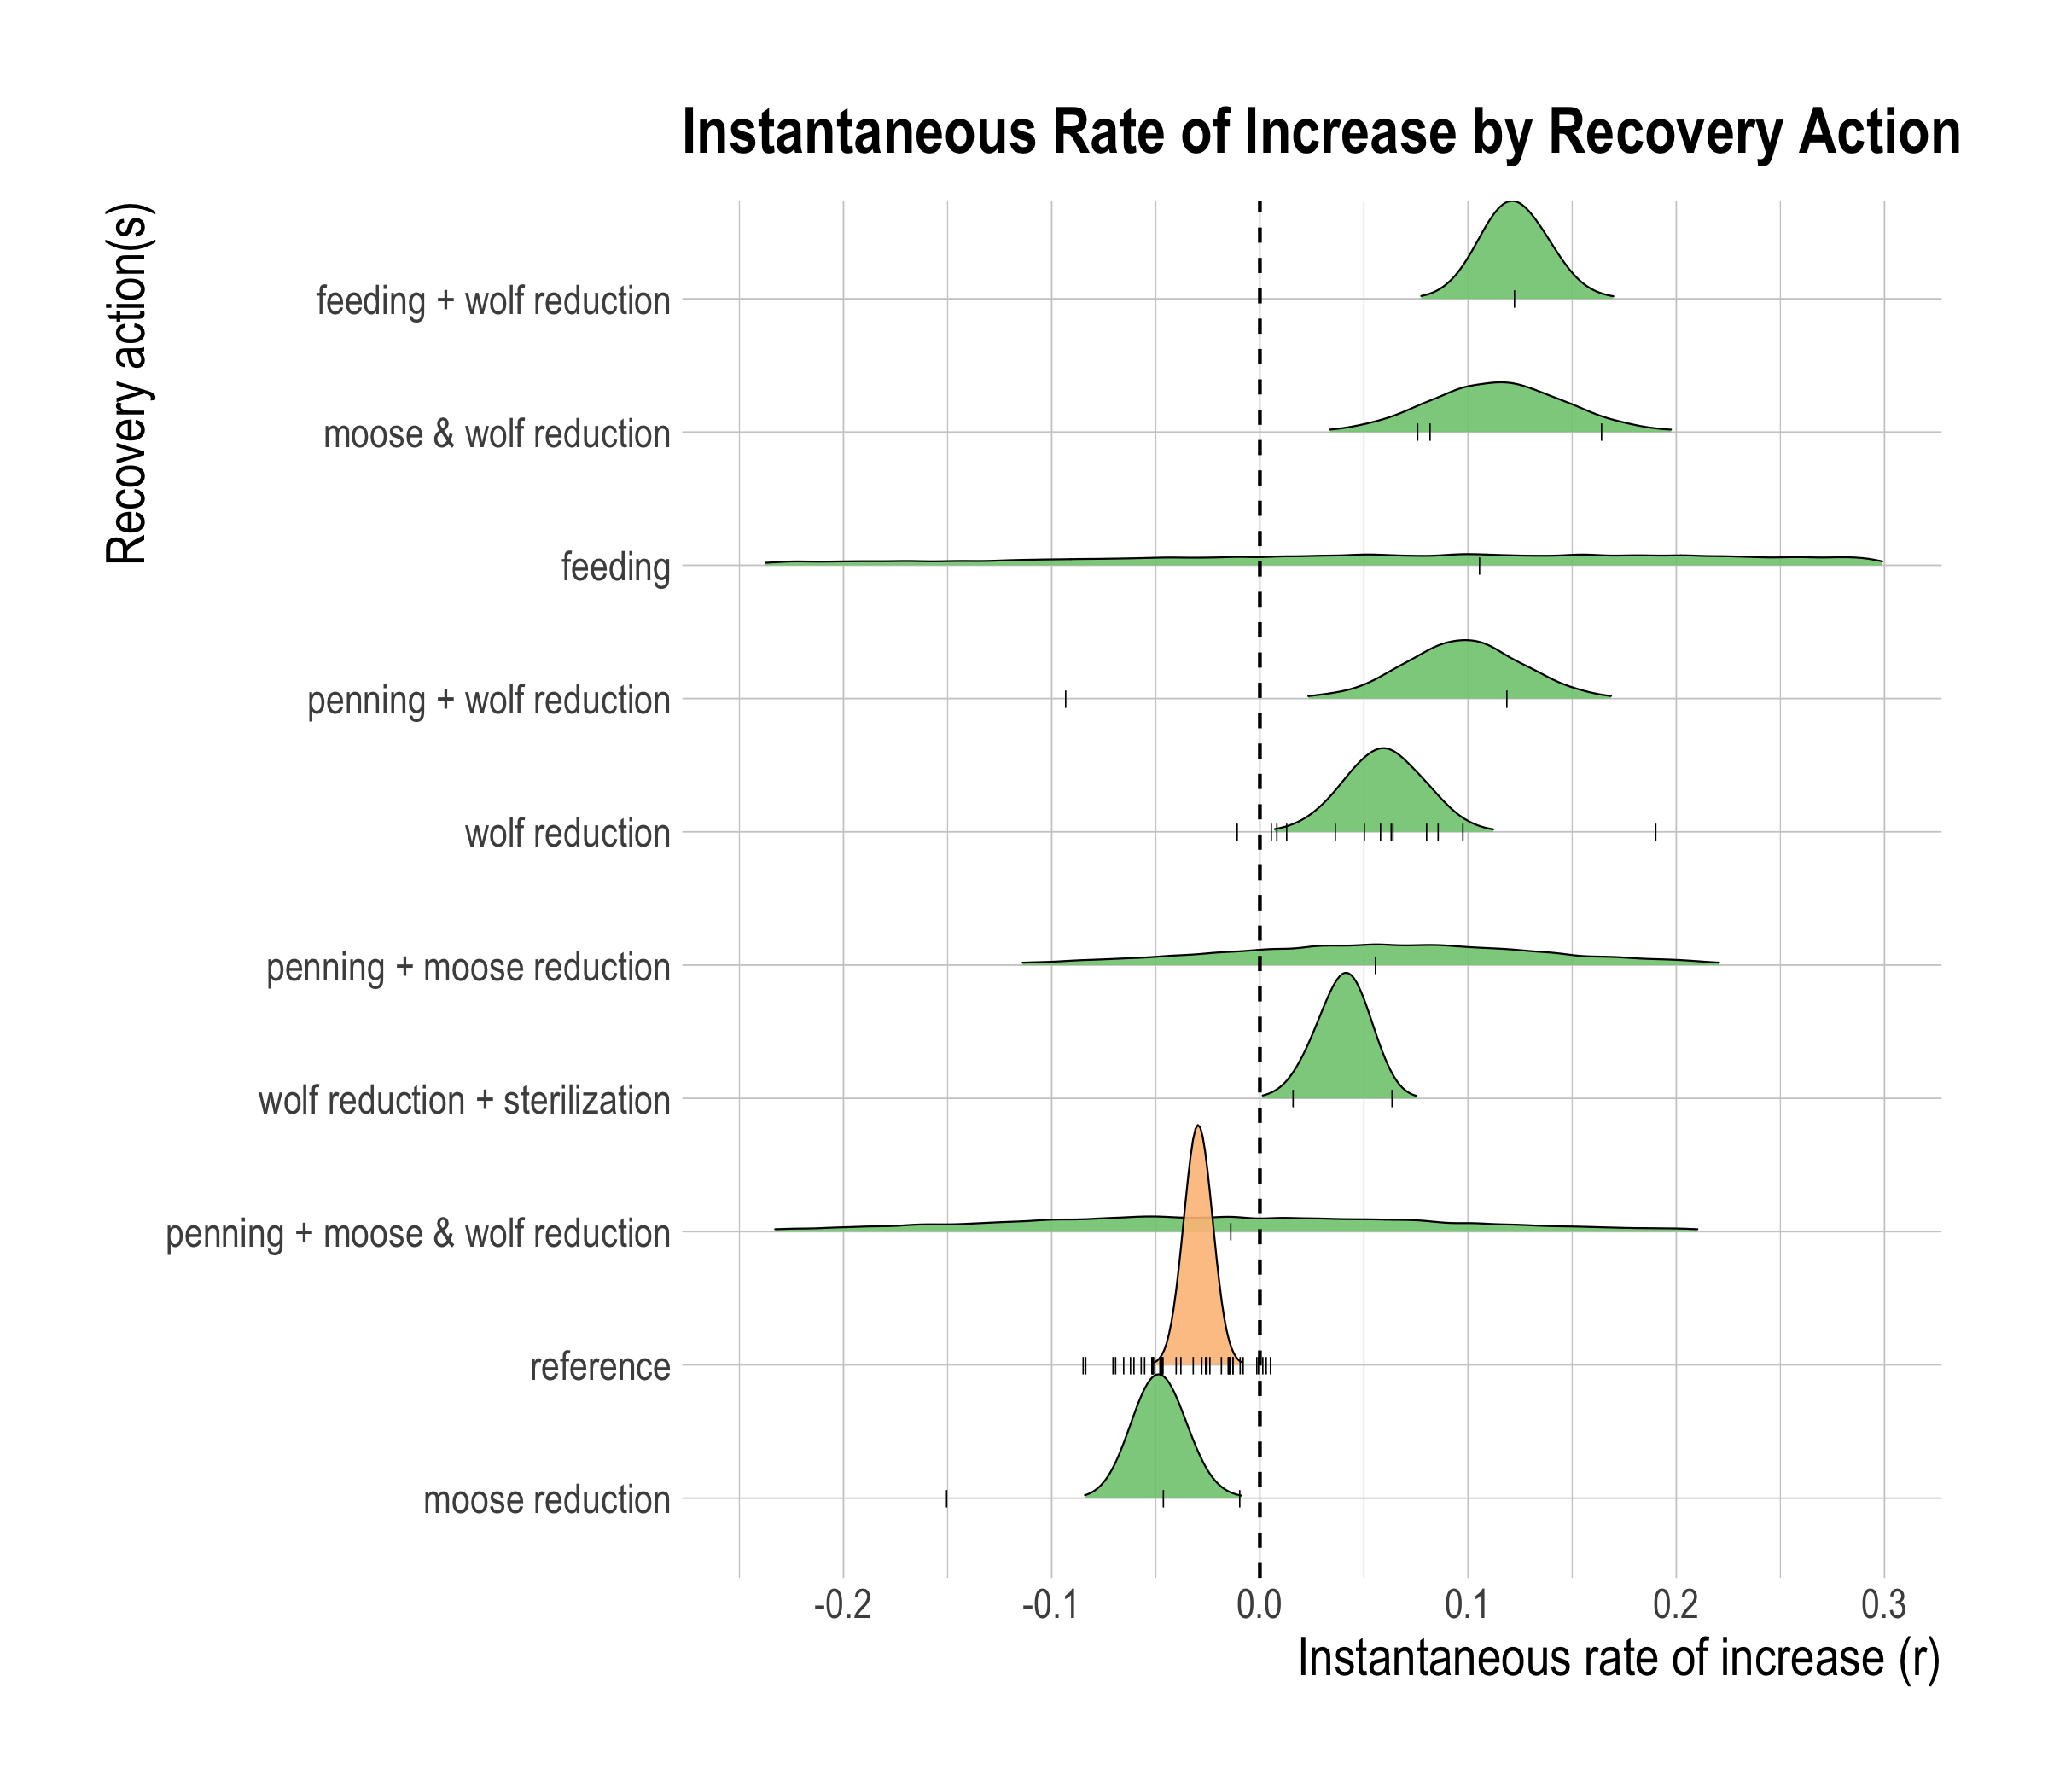 Instantaneous Rate of Increase by Recovery Action
Recovery action(s)
feeding + wolf reduction
moose & wolf reduction
feeding
penning + wolf reduction
wolf reduction
penning + moose reduction
wolf reduction + sterilization
penning + moose & wolf reduction
reference
moose reduction
-0.2 -0.1 0.0 0.1 0.2 0.3
Instantaneous rate of increase (r)